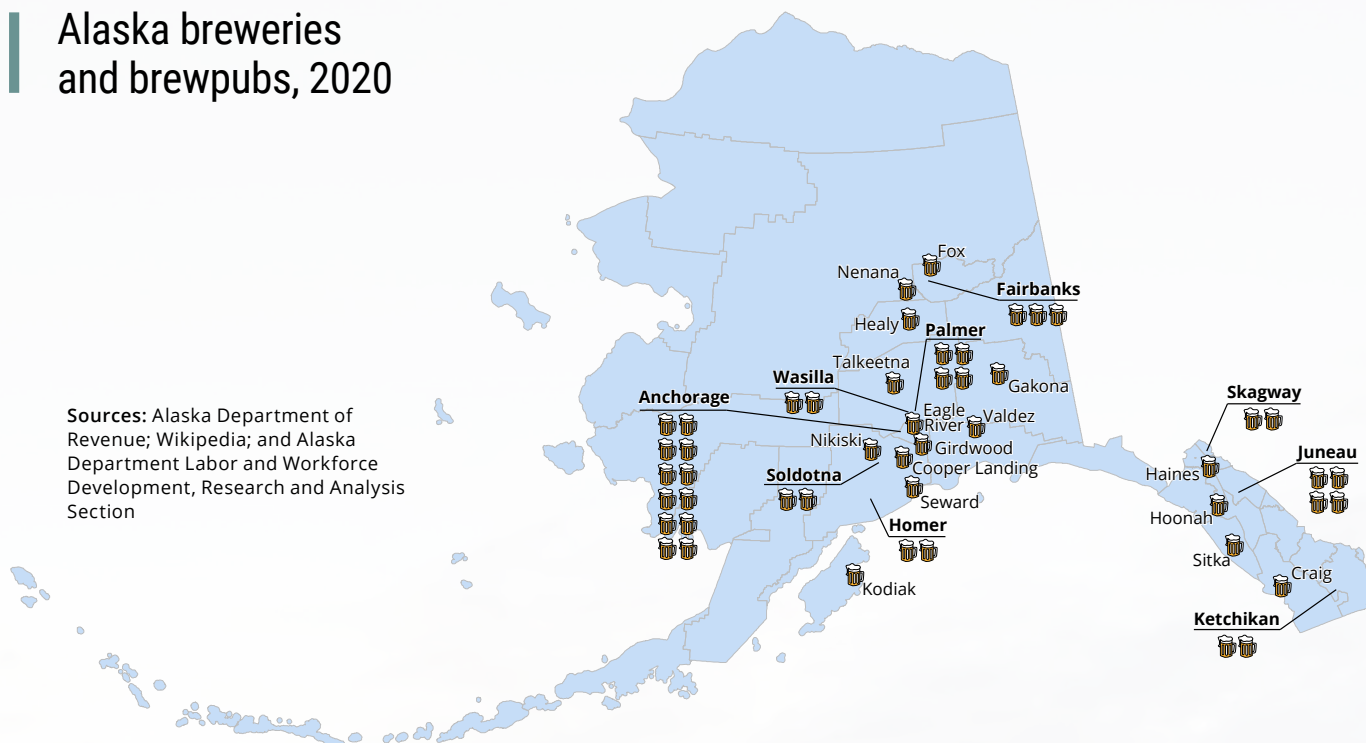 Alaska breweries
and brewpubs, 2020
Fox
Nenana
Fairbanks
Healy
Palmer
Talkeetna
Wasilla
Gakona
Anchorage
Eagle
River
Valdez
Nikiski
Girdwood
Cooper Landing
Soldotna
Seward
Homer
Kodiak
Skagway
Juneau
Haines
Hoonah
Sitka
Craig
Ketchikan
Sources: Alaska Department of
Revenue; Wikipedia; and Alaska
Department Labor and Workforce
Development, Research and Analysis
Section